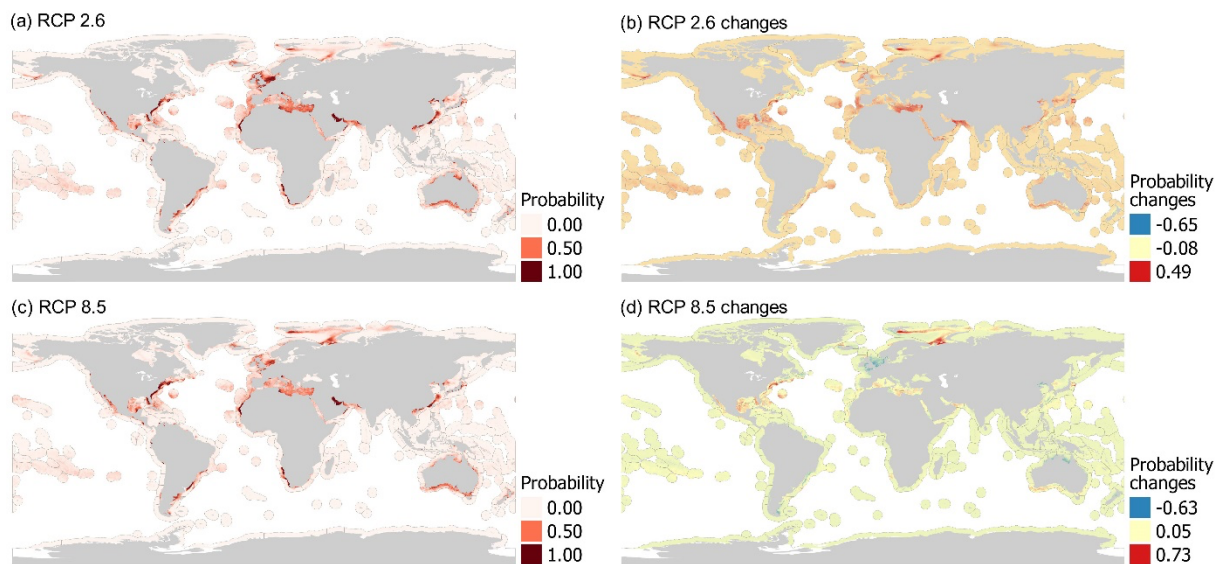 (a) RCP 2.6
Probability
0.00
0.50
1.00
(b) RCP 2.6 changes
Probability
changes
-0.65
-0.08
0.49
(c) RCP 8.5
Probability
0.00
0.50
1.00
(d) RCP 8.5 changes
Probability
changes
-0.63
0.05
0.73